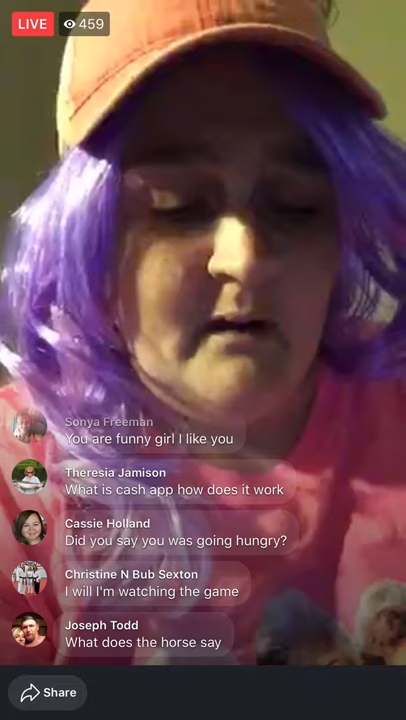 LIVE 459
Sonya Freeman
You are funny girl I like you
Theresia Jamison
What is cash app how does it work
Cassie Holland
Did you say you was going hungry?
Christine N Bub Sexton
I will I'm watching the game
Joseph Todd
What does the horse say
Share